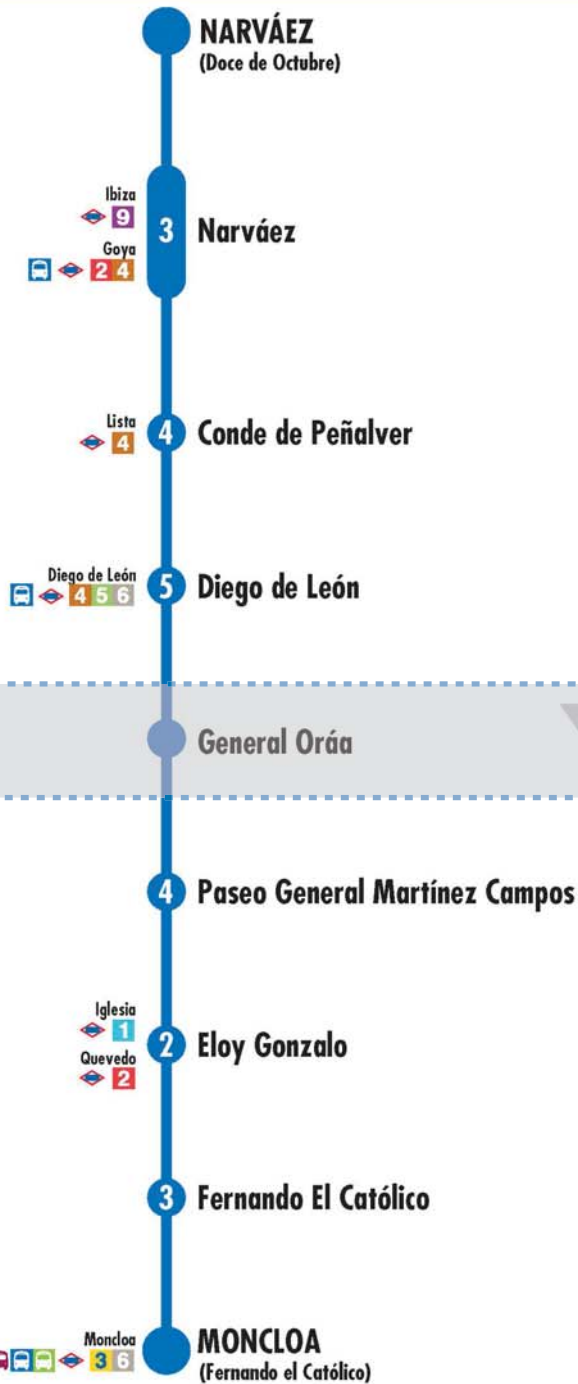 NARVÁEZ
(Doce de Octubre)
Ibiza
9
Goya
2 4
3
Narváez
Lista
4
4
Conde de Peñalver
Diego de León
4 5 6
5
Diego de León
General Oráa
4
Paseo General Martínez Campos
Iglesia
1
Quevedo
2
2
Eloy Gonzalo
3
Fernando El Católico
Moncloa
3 6
MONCLOA
(Fernando el Católico)